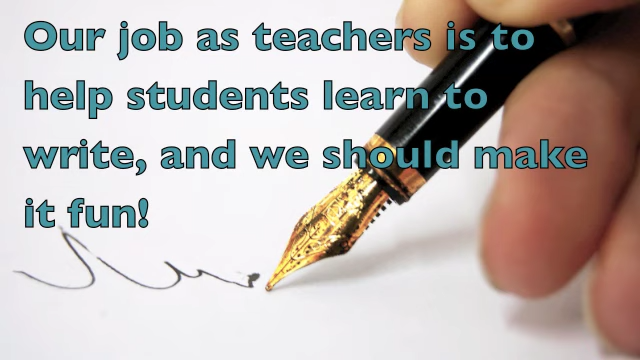 Our job as teachers is to
help students learn to
write, and we should make
it fun!